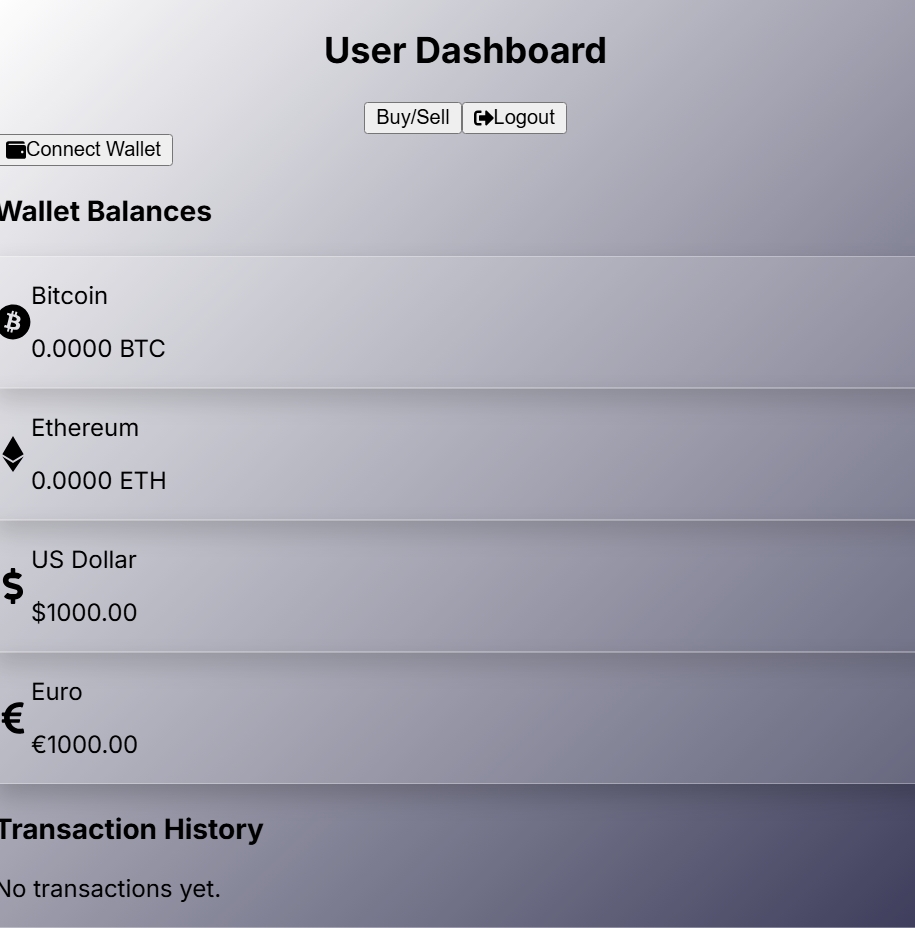 User Dashboard
Buy/Sell Logout
Connect Wallet
Wallet Balances
Bitcoin
0.0000 BTC
Ethereum
0.0000 ETH
US Dollar
$1000.00
Euro
€1000.00
Transaction History
No transactions yet.